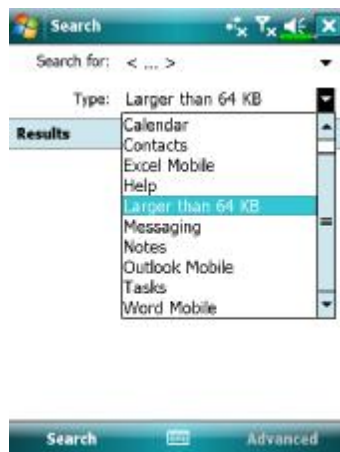 Search
Search for: < ... >
Type: Larger than 64 KB
Results
Calendar
Contacts
Excel Mobile
Help
Larger than 64 KB
Messaging
Notes
Outlook Mobile
Tasks
Word Mobile
Search Advanced